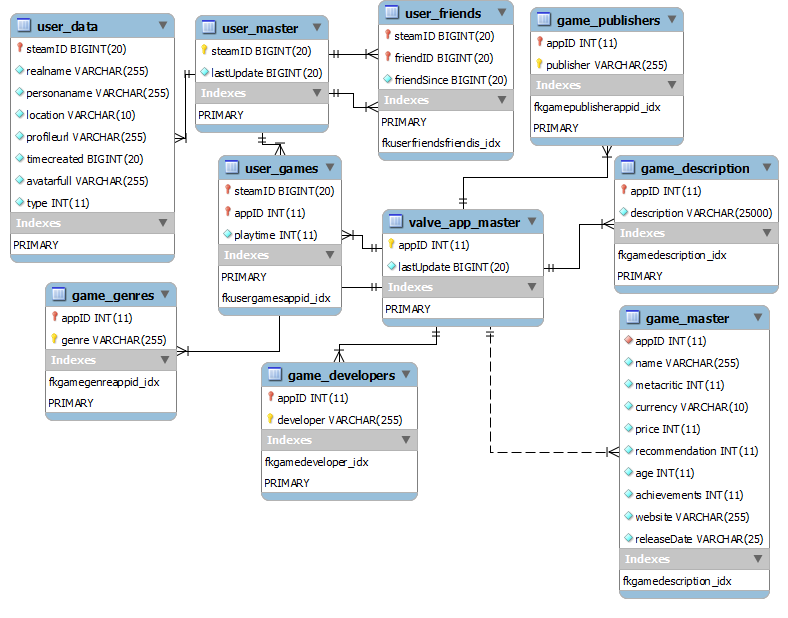 user_data
steamID BIGINT(20)
realname VARCHAR(255)
personaname VARCHAR(255)
location VARCHAR(10)
profileurl VARCHAR(255)
timecreated BIGINT(20)
avatarfull VARCHAR(255)
type INT(11)
Indexes
PRIMARY
user_master
steamID BIGINT(20)
lastUpdate BIGINT(20)
Indexes
PRIMARY
user_friends
steamID BIGINT(20)
friendID BIGINT(20)
friendSince BIGINT(20)
Indexes
PRIMARY
fkuserfriendsfriendis_idx
game_publishers
appID INT(11)
publisher VARCHAR(255)
Indexes
fkgamepublisherappid_idx
PRIMARY
user_games
steamID BIGINT(20)
appID INT(11)
playtime INT(11)
Indexes
PRIMARY
fkusergamesappid_idx
valve_app_master
appID INT(11)
lastUpdate BIGINT(20)
Indexes
PRIMARY
game_description
appID INT(11)
description VARCHAR(25000)
Indexes
fkgamedescription_idx
PRIMARY
game_genres
appID INT(11)
genre VARCHAR(255)
Indexes
fkgamegenreappid_idx
PRIMARY
game_developers
appID INT(11)
developer VARCHAR(255)
Indexes
fkgamedeveloper_idx
PRIMARY
game_master
appID INT(11)
name VARCHAR(255)
metacritic INT(11)
currency VARCHAR(10)
price INT(11)
recommendation INT(11)
age INT(11)
achievements INT(11)
website VARCHAR(255)
releaseDate VARCHAR(25)
Indexes
fkgamedescription_idx